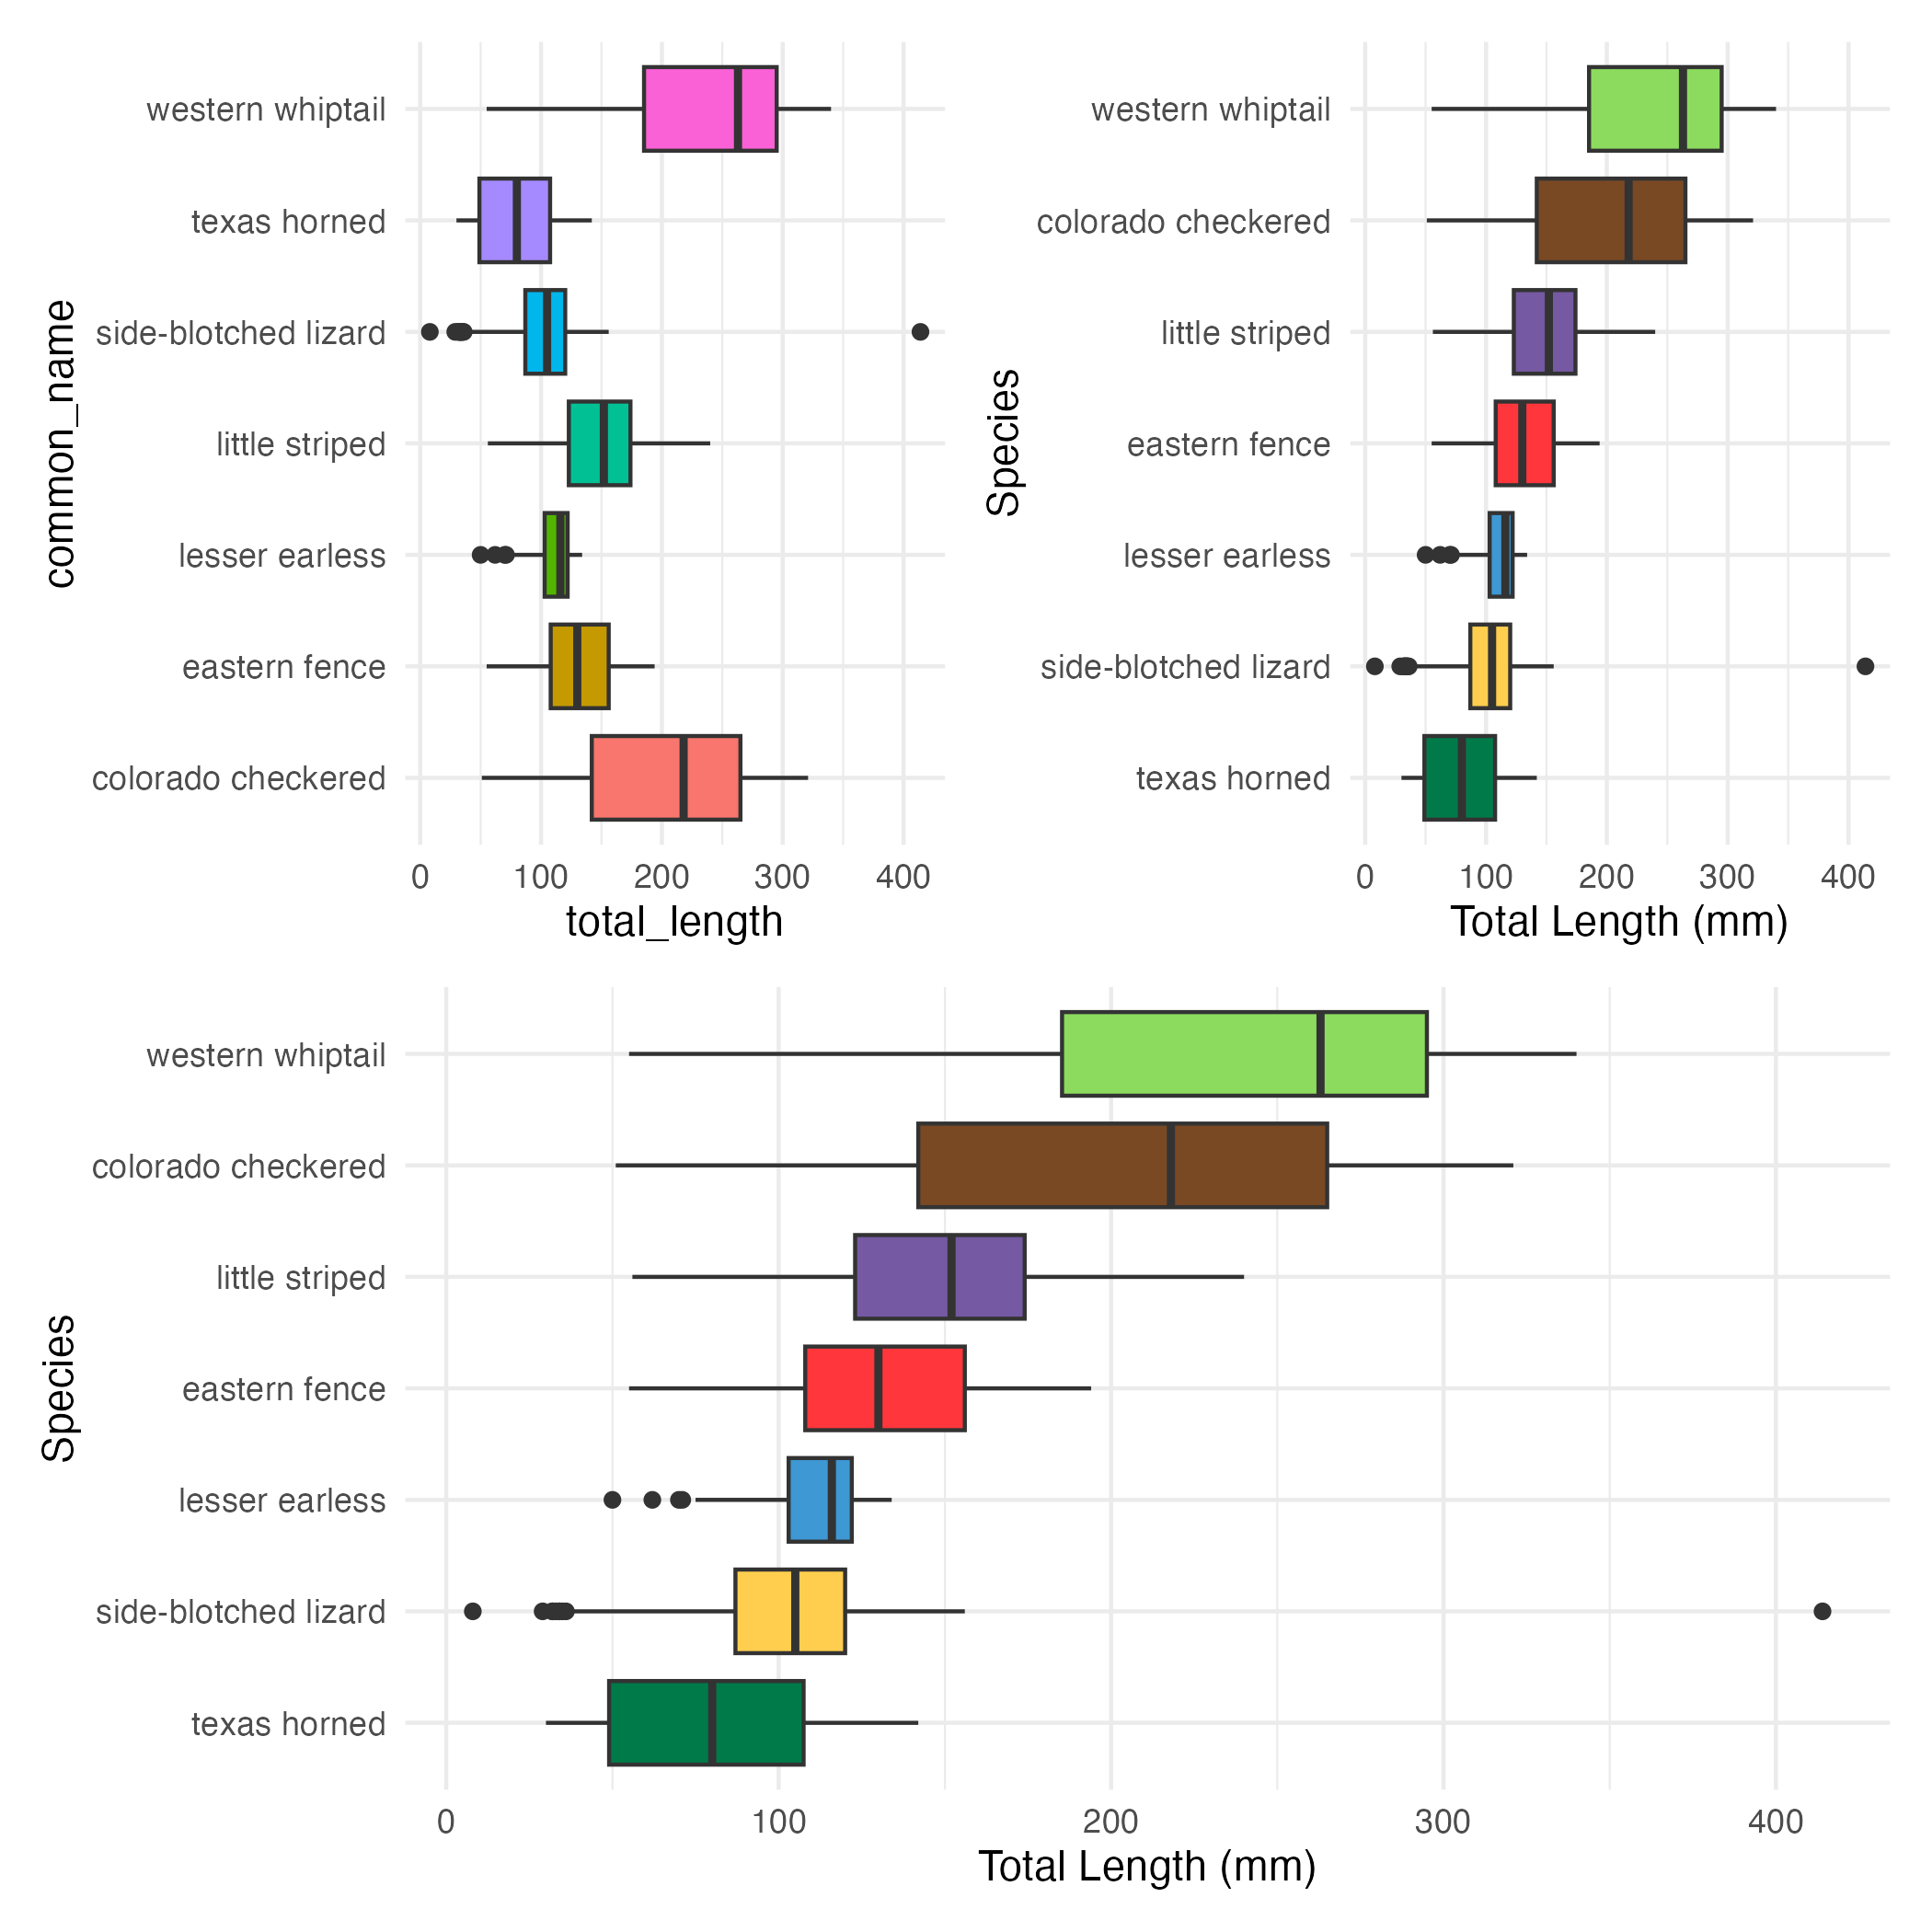 common_name
western whiptail
texas horned
side-blotched lizard
little striped
lesser earless
eastern fence
colorado checkered
0 100 200 300 400
total_length
Species
western whiptail
colorado checkered
little striped
eastern fence
lesser earless
side-blotched lizard
texas horned
0 100 200 300 400
Total Length (mm)
Species
western whiptail
colorado checkered
little striped
eastern fence
lesser earless
side-blotched lizard
texas horned
0 100 200 300 400
Total Length (mm)